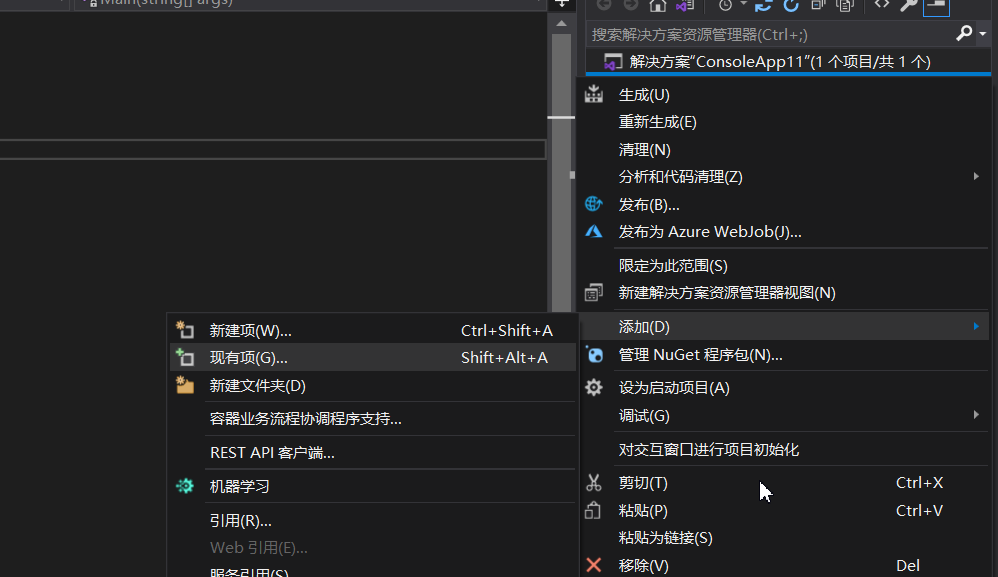 Main(string[] args)
搜索解决方案资源管理器(Ctrl+;)
解决方案"ConsoleApp11"(1 个项目/共 1 个)
生成(U)
重新生成(E)
清理(N)
分析和代码清理(Z)
发布(B)...
发布为 Azure WebJob(J)...
限定为此范围(S)
新建解决方案资源管理器视图(N)
添加(D)
管理 NuGet 程序包(N)...
设为启动项目(A)
调试(G)
对交互窗口进行项目初始化
剪切(T) Ctrl+X
粘贴(P) Ctrl+V
粘贴为链接(S)
移除(V) Del
新建项(W)... Ctrl+Shift+A
现有项(G)... Shift+Alt+A
新建文件夹(D)
容器业务流程协调程序支持...
REST API 客户端...
机器学习
引用(R)...
Web 引用(E)...
服务引用(S)